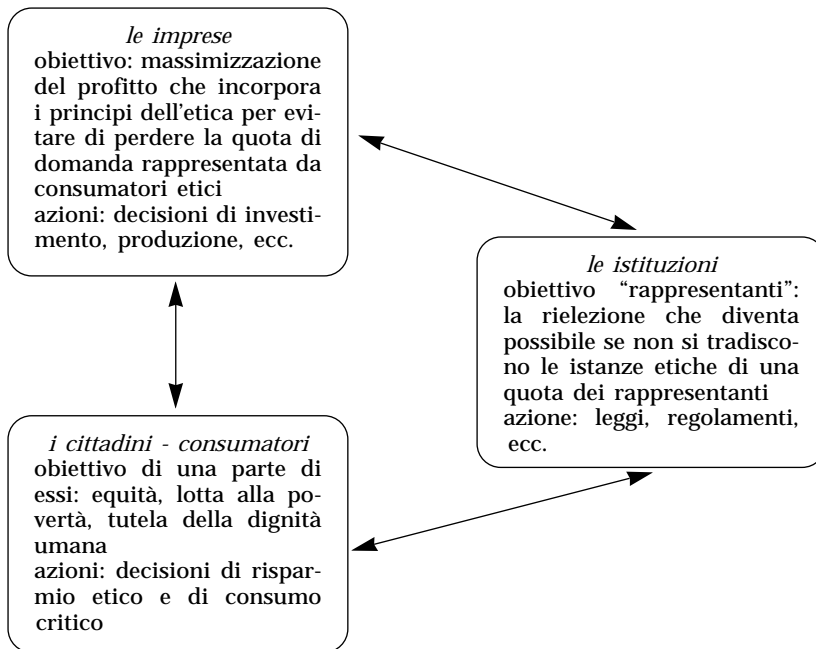 le imprese
obiettivo: massimizzazione
del profitto che incorpora
i principi dell'etica per evi-
tare di perdere la quota di
domanda rappresentata da
consumatori etici
azioni: decisioni di investi-
mento, produzione, ecc.
le istituzioni
obiettivo “rappresentanti”:
la rielezione che diventa
possibile se non si tradisco-
no le istanze etiche di una
quota dei rappresentanti
azione: leggi, regolamenti,
ecc.
i cittadini - consumatori
obiettivo di una parte di
essi: equità, lotta alla po-
vertà, tutela della dignità
umana
azioni: decisioni di rispar-
mio etico e di consumo
critico